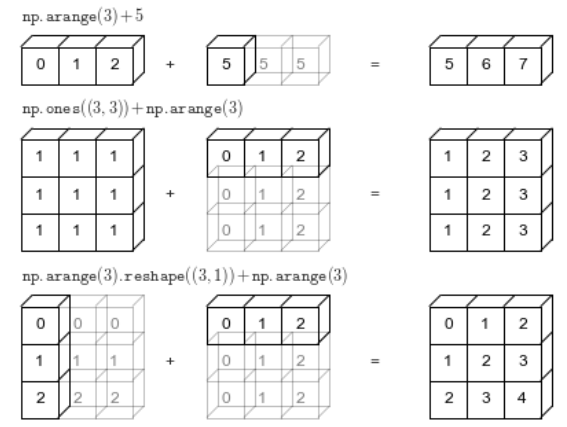 np.arange(3)+5
0 1 2 + 5 5 5 = 5 6 7
np.ones((3, 3))+np.arange(3)
1 1 1 0 1 2 1 2 3
1 1 1 + 0 1 2 = 1 2 3
1 1 1 0 1 2 1 2 3
np.arange(3).reshape((3, 1))+np.arange(3)
0 0 0 0 1 2 0 1 2
1 1 1 + 0 1 2 = 1 2 3
2 2 2 0 1 2 2 3 4